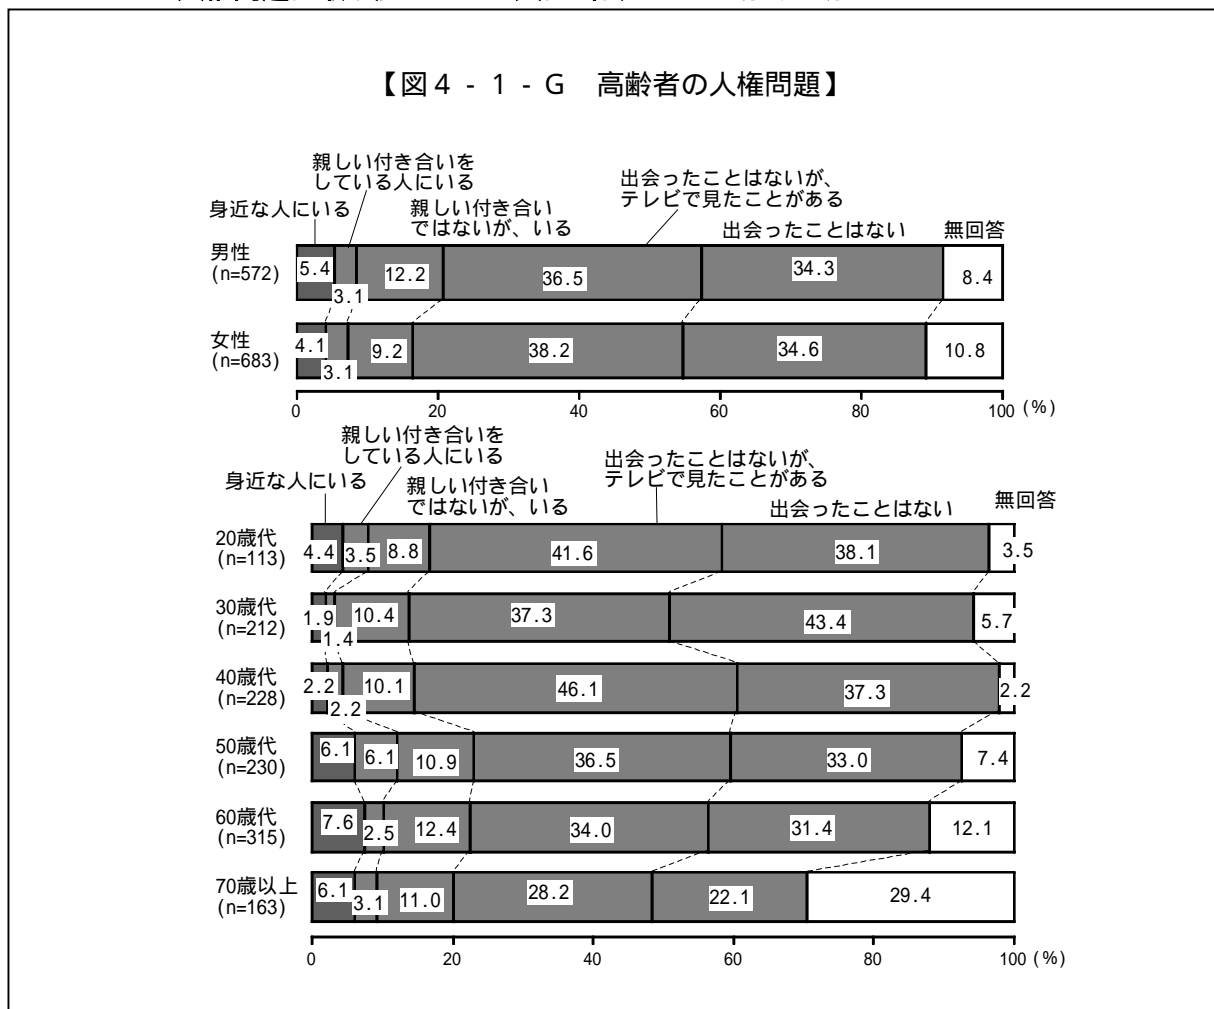 【図4-1-G 高齢者の人権問題】
親しい付き合いを
している人にいる
出会ったことはないが、
テレビで見たことがある
身近な人にいる
親しい付き合い
ではないが、いる
出会ったことはない
無回答
男性
(n=572)
5.4
3.1
12.2
36.5
34.3
8.4
女性
(n=683)
4.1
3.1
9.2
38.2
34.6
10.8
0 20 40 60 80 100 (%)
親しい付き合いを
している人にいる
出会ったことはないが、
テレビで見たことがある
身近な人にいる
親しい付き合い
ではないが、いる
出会ったことはない
無回答
20歳代
(n=113)
4.4
3.5
8.8
41.6
38.1
3.5
30歳代
(n=212)
1.9
1.4
10.4
37.3
43.4
5.7
40歳代
(n=228)
2.2
2.2
10.1
46.1
37.3
2.2
50歳代
(n=230)
6.1
6.1
10.9
36.5
33.0
7.4
60歳代
(n=315)
7.6
2.5
12.4
34.0
31.4
12.1
70歳以上
(n=163)
6.1
3.1
11.0
28.2
22.1
29.4
0 20 40 60 80 100 (%)